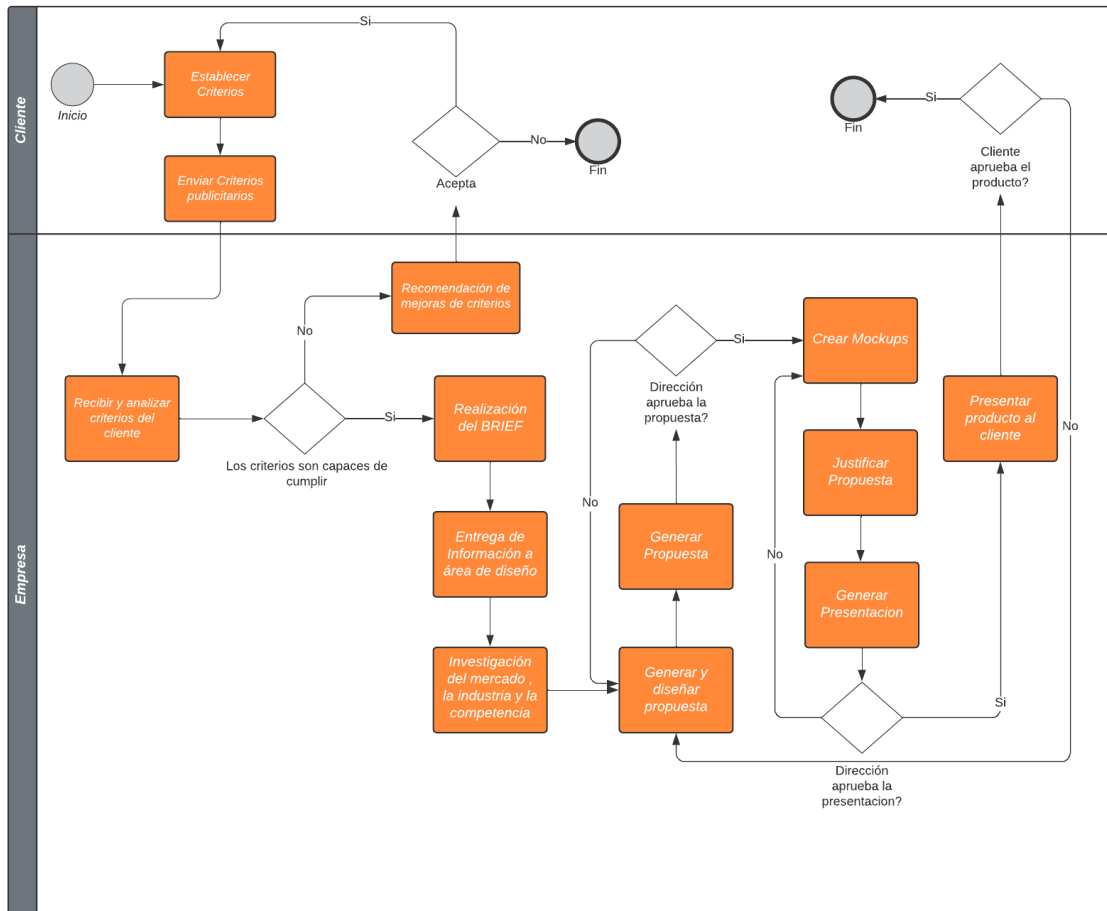 Cliente
Inicio
Establecer
Criterios
Enviar Criterios
publicitarios
Si
Acepta
No
Fin
Fin
Si
Cliente
aprueba el
producto?
No
Empresa
Recibir y analizar
criterios del
cliente
Los criterios son capaces de
cumplir
No
Recomendación de
mejoras de criterios
Si
Realización
del BRIEF
Entrega de
Información a
área de diseño
Investigación
del mercado ,
la industria y la
competencia
Generar y
diseñar
propuesta
Generar
Propuesta
Dirección
aprueba la
propuesta?
No
Si
Crear Mockups
Justificar
Propuesta
Generar
Presentacion
Dirección
aprueba la
presentacion?
No
Si
Presentar
producto al
cliente